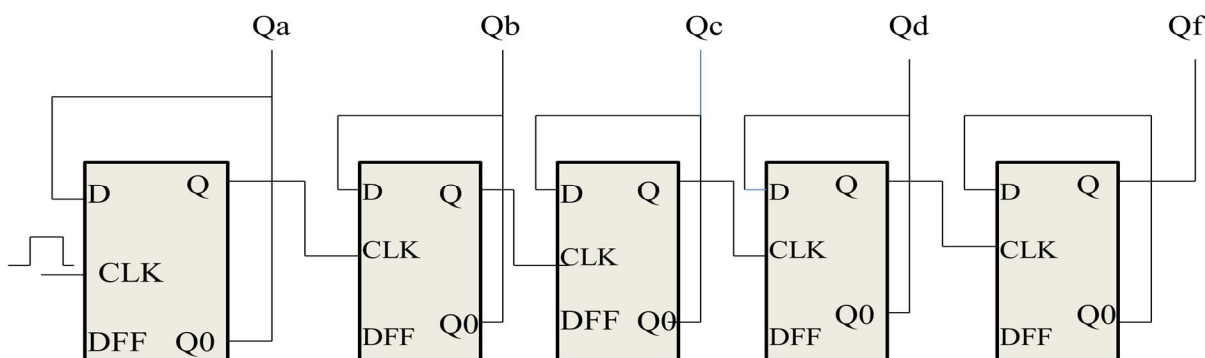 Qa Qb Qc Qd Qf
D Q D Q D Q D Q D Q
CLK CLK CLK CLK CLK
DFF Q0 DFF Q0 DFF Q0 DFF Q0 DFF Q0